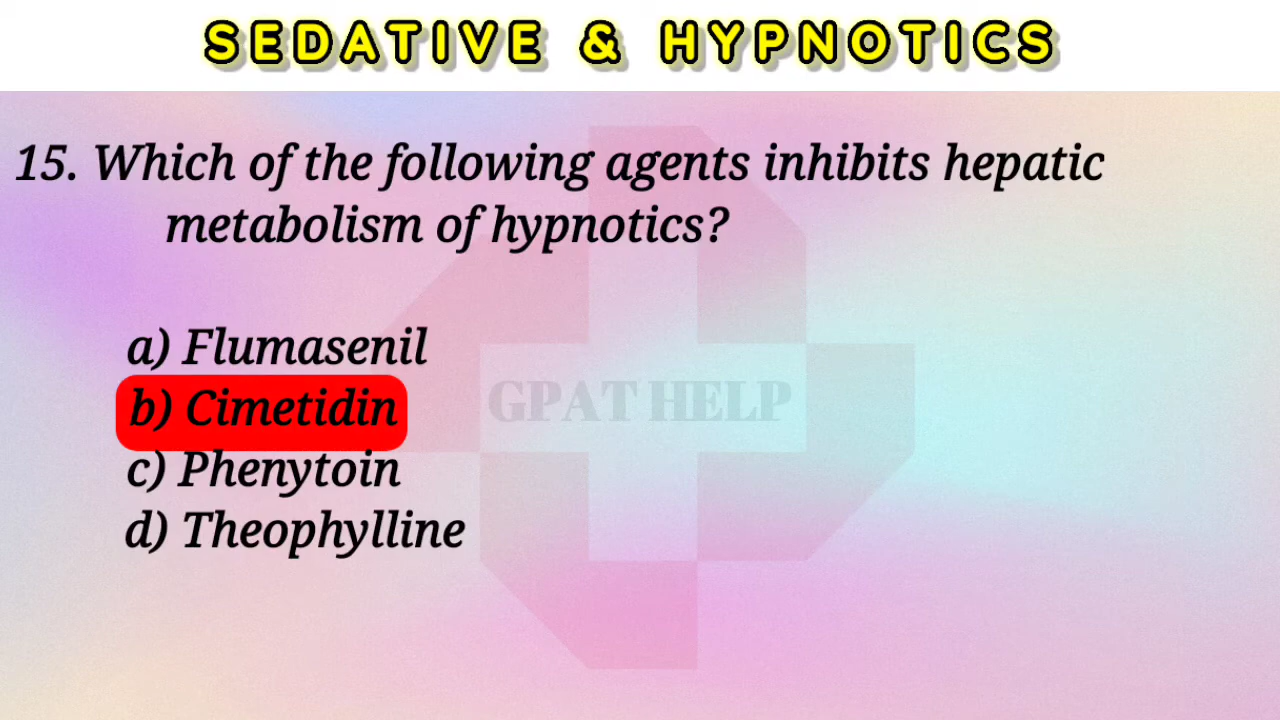 SEDATIVE & HYPNOTICS
15. Which of the following agents inhibits hepatic
metabolism of hypnotics?
a) Flumasenil
b) Cimetidin
GPAT HELP
c) Phenytoin
d) Theophylline